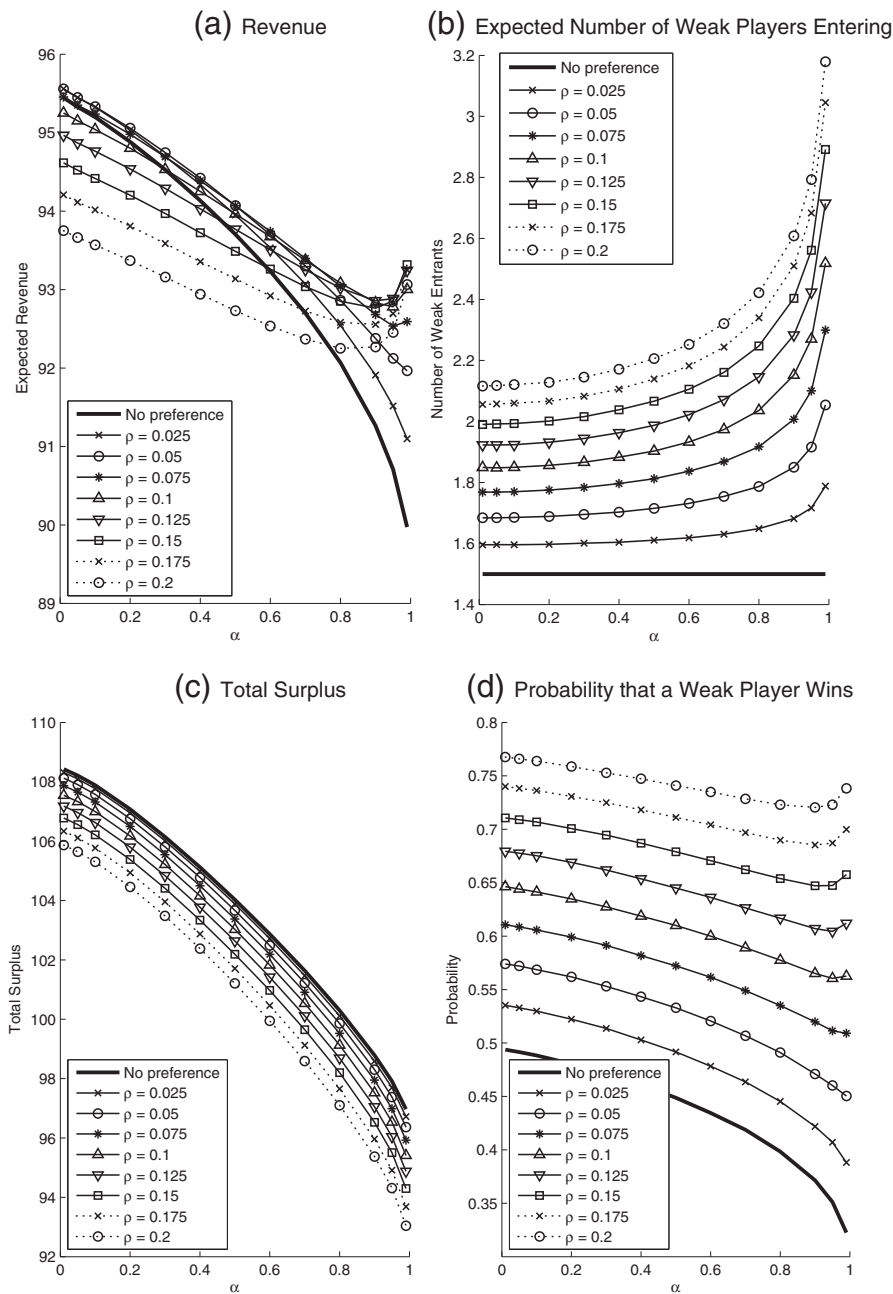 (a) Revenue
96
95
94
93
92
91
90
89
Expected Revenue
No preference
ρ = 0.025
ρ = 0.05
ρ = 0.075
ρ = 0.1
ρ = 0.125
ρ = 0.15
ρ = 0.175
ρ = 0.2
0 0.2 0.4 0.6 0.8 1
α
(b) Expected Number of Weak Players Entering
3.2
3
2.8
2.6
2.4
2.2
2
1.8
1.6
1.4
Number of Weak Entrants
No preference
ρ = 0.025
ρ = 0.05
ρ = 0.075
ρ = 0.1
ρ = 0.125
ρ = 0.15
ρ = 0.175
ρ = 0.2
0 0.2 0.4 0.6 0.8 1
α
(c) Total Surplus
110
108
106
104
102
100
98
96
94
92
Total Surplus
No preference
ρ = 0.025
ρ = 0.05
ρ = 0.075
ρ = 0.1
ρ = 0.125
ρ = 0.15
ρ = 0.175
ρ = 0.2
0 0.2 0.4 0.6 0.8 1
α
(d) Probability that a Weak Player Wins
0.8
0.75
0.7
0.65
0.6
0.55
0.5
0.45
0.4
0.35
Probability
No preference
ρ = 0.025
ρ = 0.05
ρ = 0.075
ρ = 0.1
ρ = 0.125
ρ = 0.15
ρ = 0.175
ρ = 0.2
0 0.2 0.4 0.6 0.8 1
α